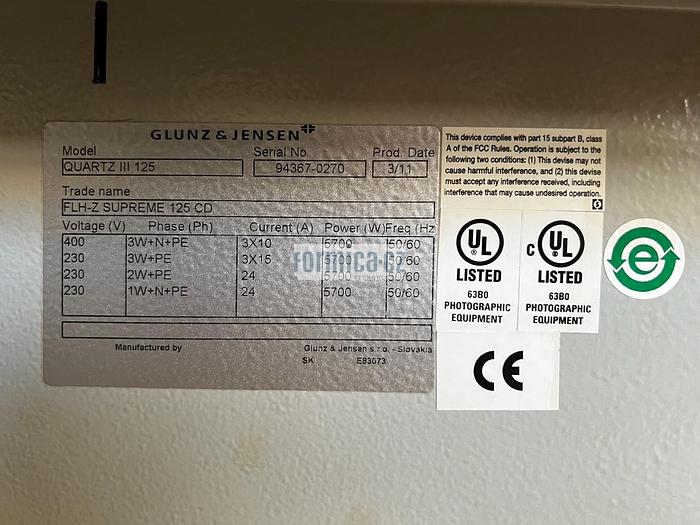 GLUNZ & JENSEN
Model Serial No. Prod. Date
QUARTZ III 125 94367-0270 3/11
Trade name
FLH-Z SUPREME 125 CD
Voltage (V) Phase (Ph) Current (A) Power (W) Freq (Hz
400 3W+N+PE 3X10 5700 50/60
230 3W+PE 3X15 5700 50/60
230 2W+PE 24 5700 50/60
230 1W+N+PE 24 5700 50/60
Manufactured by Glunz & Jensen s.r.o. - Slovakia
SK E83073
This device complies with part 15 subpart B, class
A of the FCC Rules. Operation is subject to the
following two conditions: (1) This devise may not
cause harmful interference, and (2) this devise
must accept any interference received, including
interference that may cause undesired operation.
UL
LISTED
63B0
PHOTOGRAPHIC
EQUIPMENT
C UL
LISTED
63B0
PHOTOGRAPHIC
EQUIPMENT
CE
e